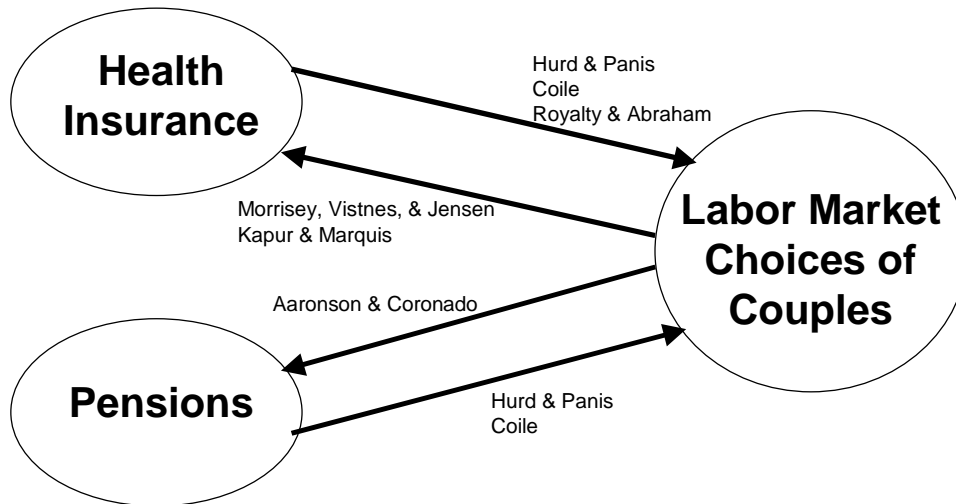 Health
Insurance
Hurd & Panis
Coile
Royalty & Abraham
Morrisey, Vistnes, & Jensen
Kapur & Marquis
Labor Market
Choices of
Couples
Aaronson & Coronado
Pensions
Hurd & Panis
Coile